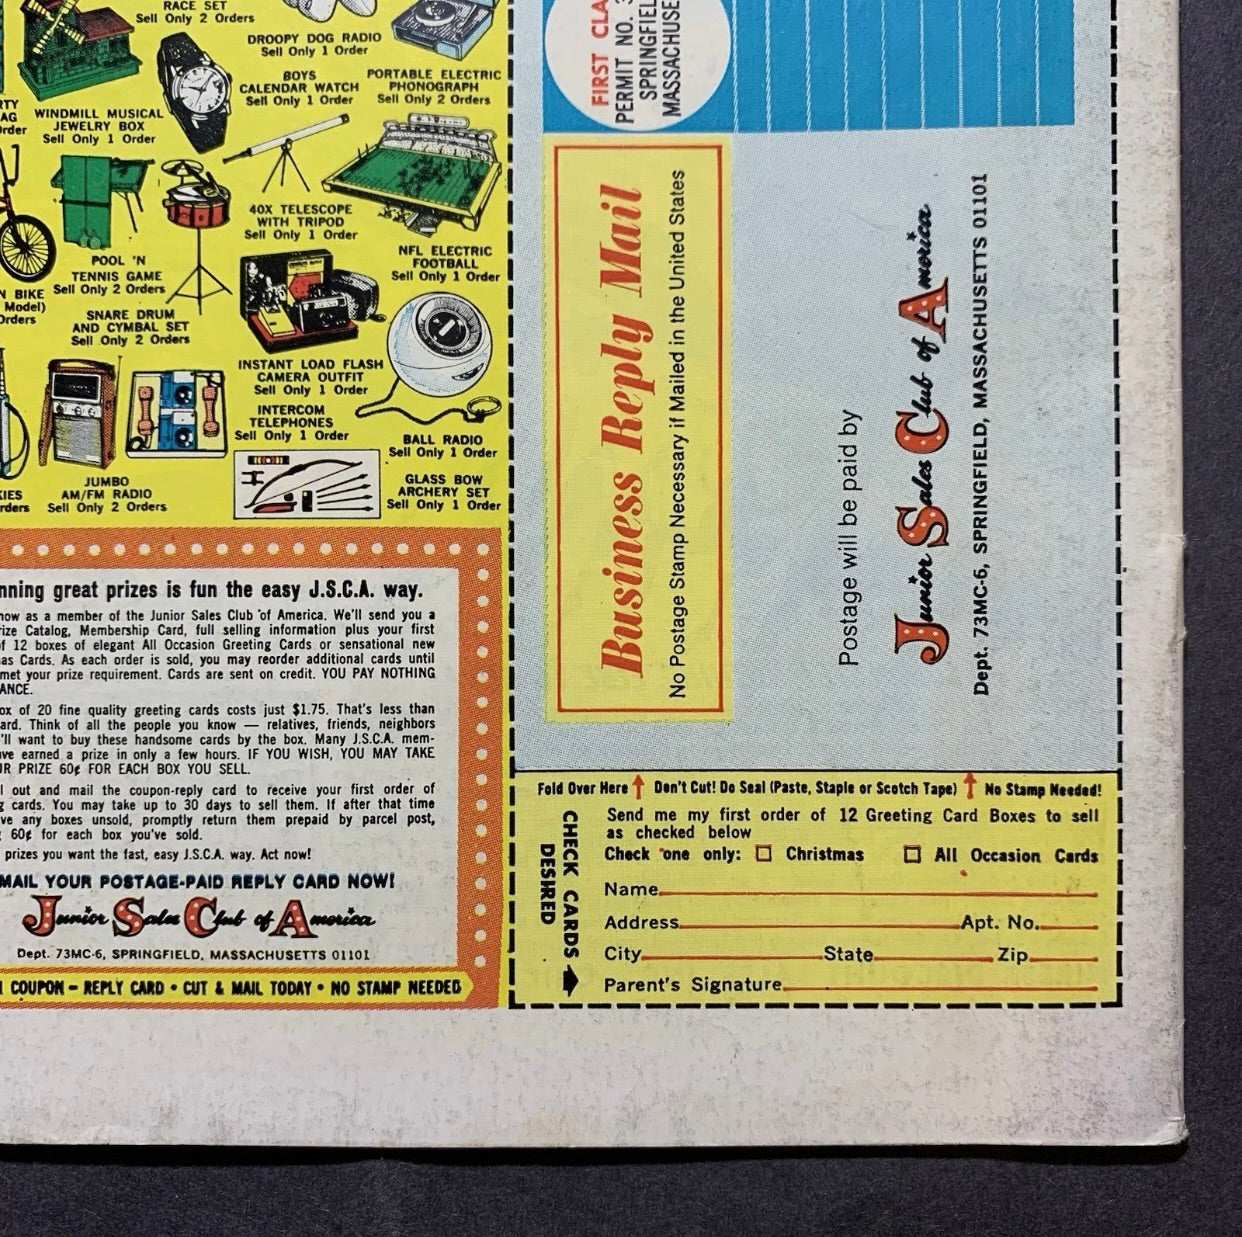 RACE SET
Sell Only 2 Orders
DROOPY DOG RADIO
Sell Only 1 Order
BOYS
CALENDAR WATCH
Sell Only 1 Order
PORTABLE ELECTRIC
PHONOGRAPH
Sell Only 2 Orders
RTY
AG
rder
WINDMILL MUSICAL
JEWELRY BOX
Sell Only 1 Order
40X TELESCOPE
WITH TRIPOD
Sell Only 1 Order
NFL ELECTRIC
FOOTBALL
Sell Only 1 Order
POOL 'N
TENNIS GAME
Sell Only 2 Orders
N BIKE
Model)
Orders
SNARE DRUM
AND CYMBAL SET
Sell Only 2 Orders
INSTANT LOAD FLASH
CAMERA OUTFIT
Sell Only 1 Order
INTERCOM
TELEPHONES
Sell Only 1 Order
BALL RADIO
Sell Only 1 Order
KIES
rders
JUMBO
AM/FM RADIO
Sell Only 2 Orders
GLASS BOW
ARCHERY SET
Sell Only 1 Order
nning great prizes is fun the easy J.S.C.A. way.
now as a member of the Junior Sales Club of America. We'll send you a
rize Catalog, Membership Card, full selling information plus your first
of 12 boxes of elegant All Occasion Greeting Cards or sensational new
as Cards. As each order is sold, you may reorder additional cards until
met your prize requirement. Cards are sent on credit. YOU PAY NOTHING
ANCE.
ox of 20 fine quality greeting cards costs just $1.75. That's less than
ard. Think of all the people you know — relatives, friends, neighbors
'll want to buy these handsome cards by the box. Many J.S.C.A. mem-
ve earned a prize in only a few hours. IF YOU WISH, YOU MAY TAKE
UR PRIZE 60¢ FOR EACH BOX YOU SELL.
l out and mail the coupon-reply card to receive your first order of
g cards. You may take up to 30 days to sell them. If after that time
ve any boxes unsold, promptly return them prepaid by parcel post,
60¢ for each box you've sold.
prizes you want the fast, easy J.S.C.A. way. Act now!
MAIL YOUR POSTAGE-PAID REPLY CARD NOW!
Junior Sales Club of America
Dept. 73MC-6, SPRINGFIELD, MASSACHUSETTS 01101
COUPON – REPLY CARD • CUT & MAIL TODAY • NO STAMP NEEDED
FIRST CLA
PERMIT NO. 3
SPRINGFIEL
MASSACHUSE
Business Reply Mail
No Postage Stamp Necessary if Mailed in the United States
Postage will be paid by
Junior Sales Club of America
Dept. 73MC-6, SPRINGFIELD, MASSACHUSETTS 01101
Fold Over Here Don't Cut! Do Seal (Paste, Staple or Scotch Tape) No Stamp Needed!
CHECK CARDS
DESIRED
Send me my first order of 12 Greeting Card Boxes to sell
as checked below
Check one only: Christmas All Occasion Cards
Name
Address Apt. No.
City State Zip
Parent's Signature